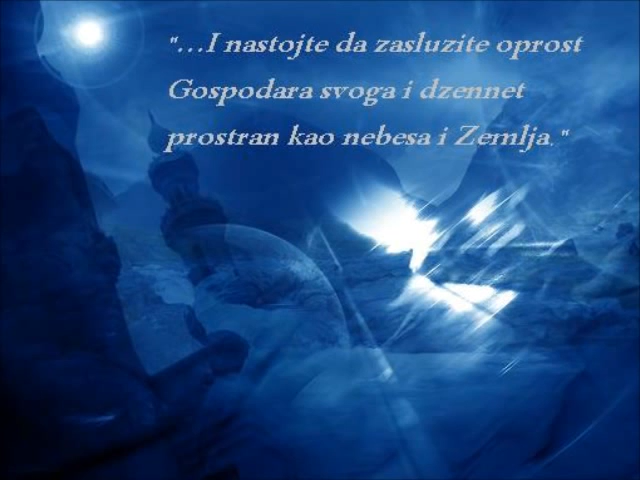 "...I nastojte da zasluzite oprost
Gospodara svoga i dzennet
prostran kao nebesa i Zemlja."